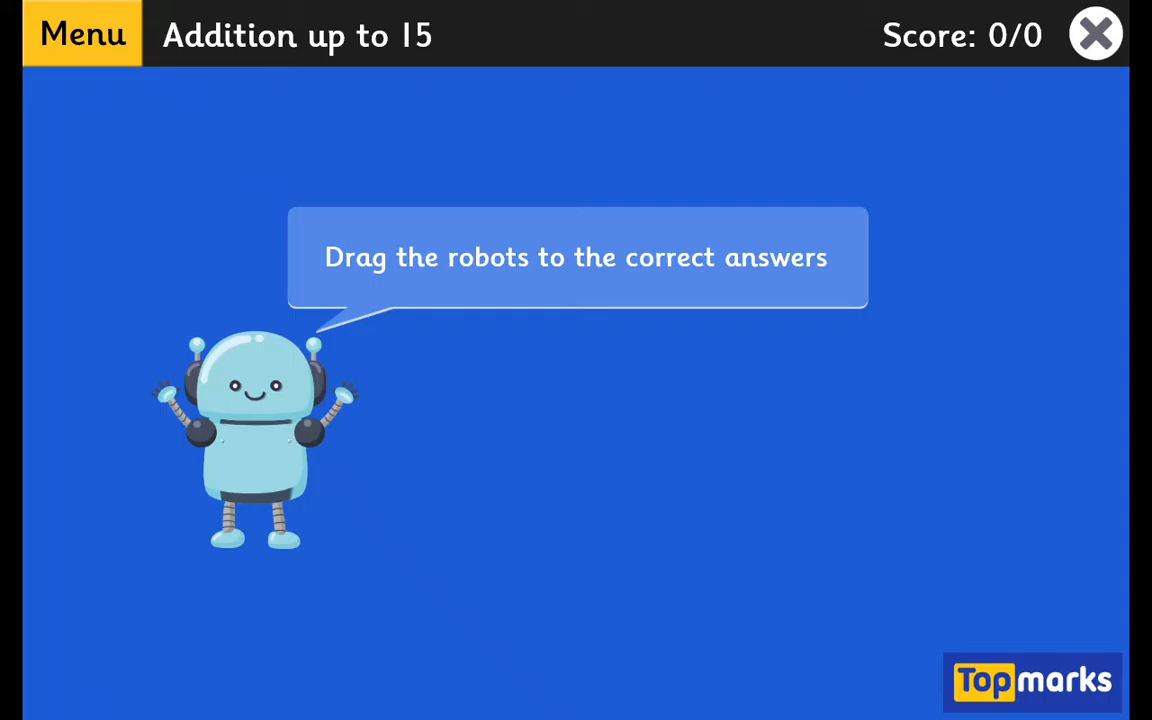 Menu
Addition up to 15
Score: 0/0
Drag the robots to the correct answers
Topmarks